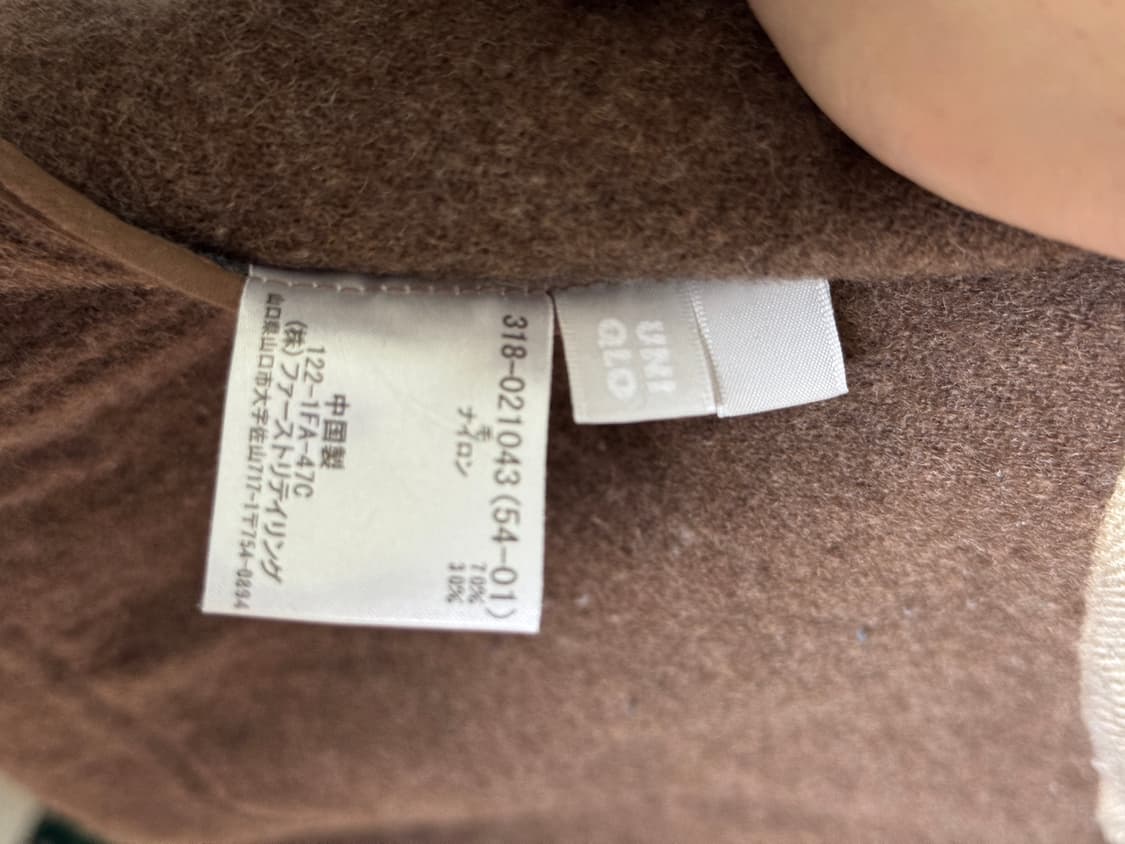 318-021043(54-01)
毛 70%
ナイロン 30%
中国製
122-1FA-47C
(株)ファーストリテイリング
山口県山口市大字佐山717-1〒754-0894
UNI
QLO